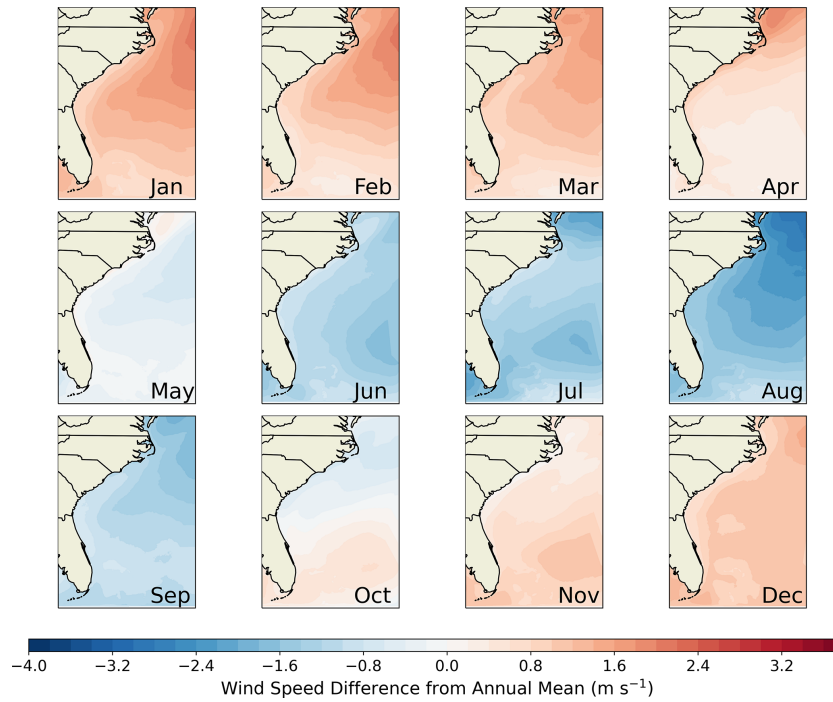 Jan Feb Mar Apr
May Jun Jul Aug
Sep Oct Nov Dec
−4.0 −3.2 −2.4 −1.6 −0.8 0.0 0.8 1.6 2.4 3.2
Wind Speed Difference from Annual Mean (m s⁻¹)